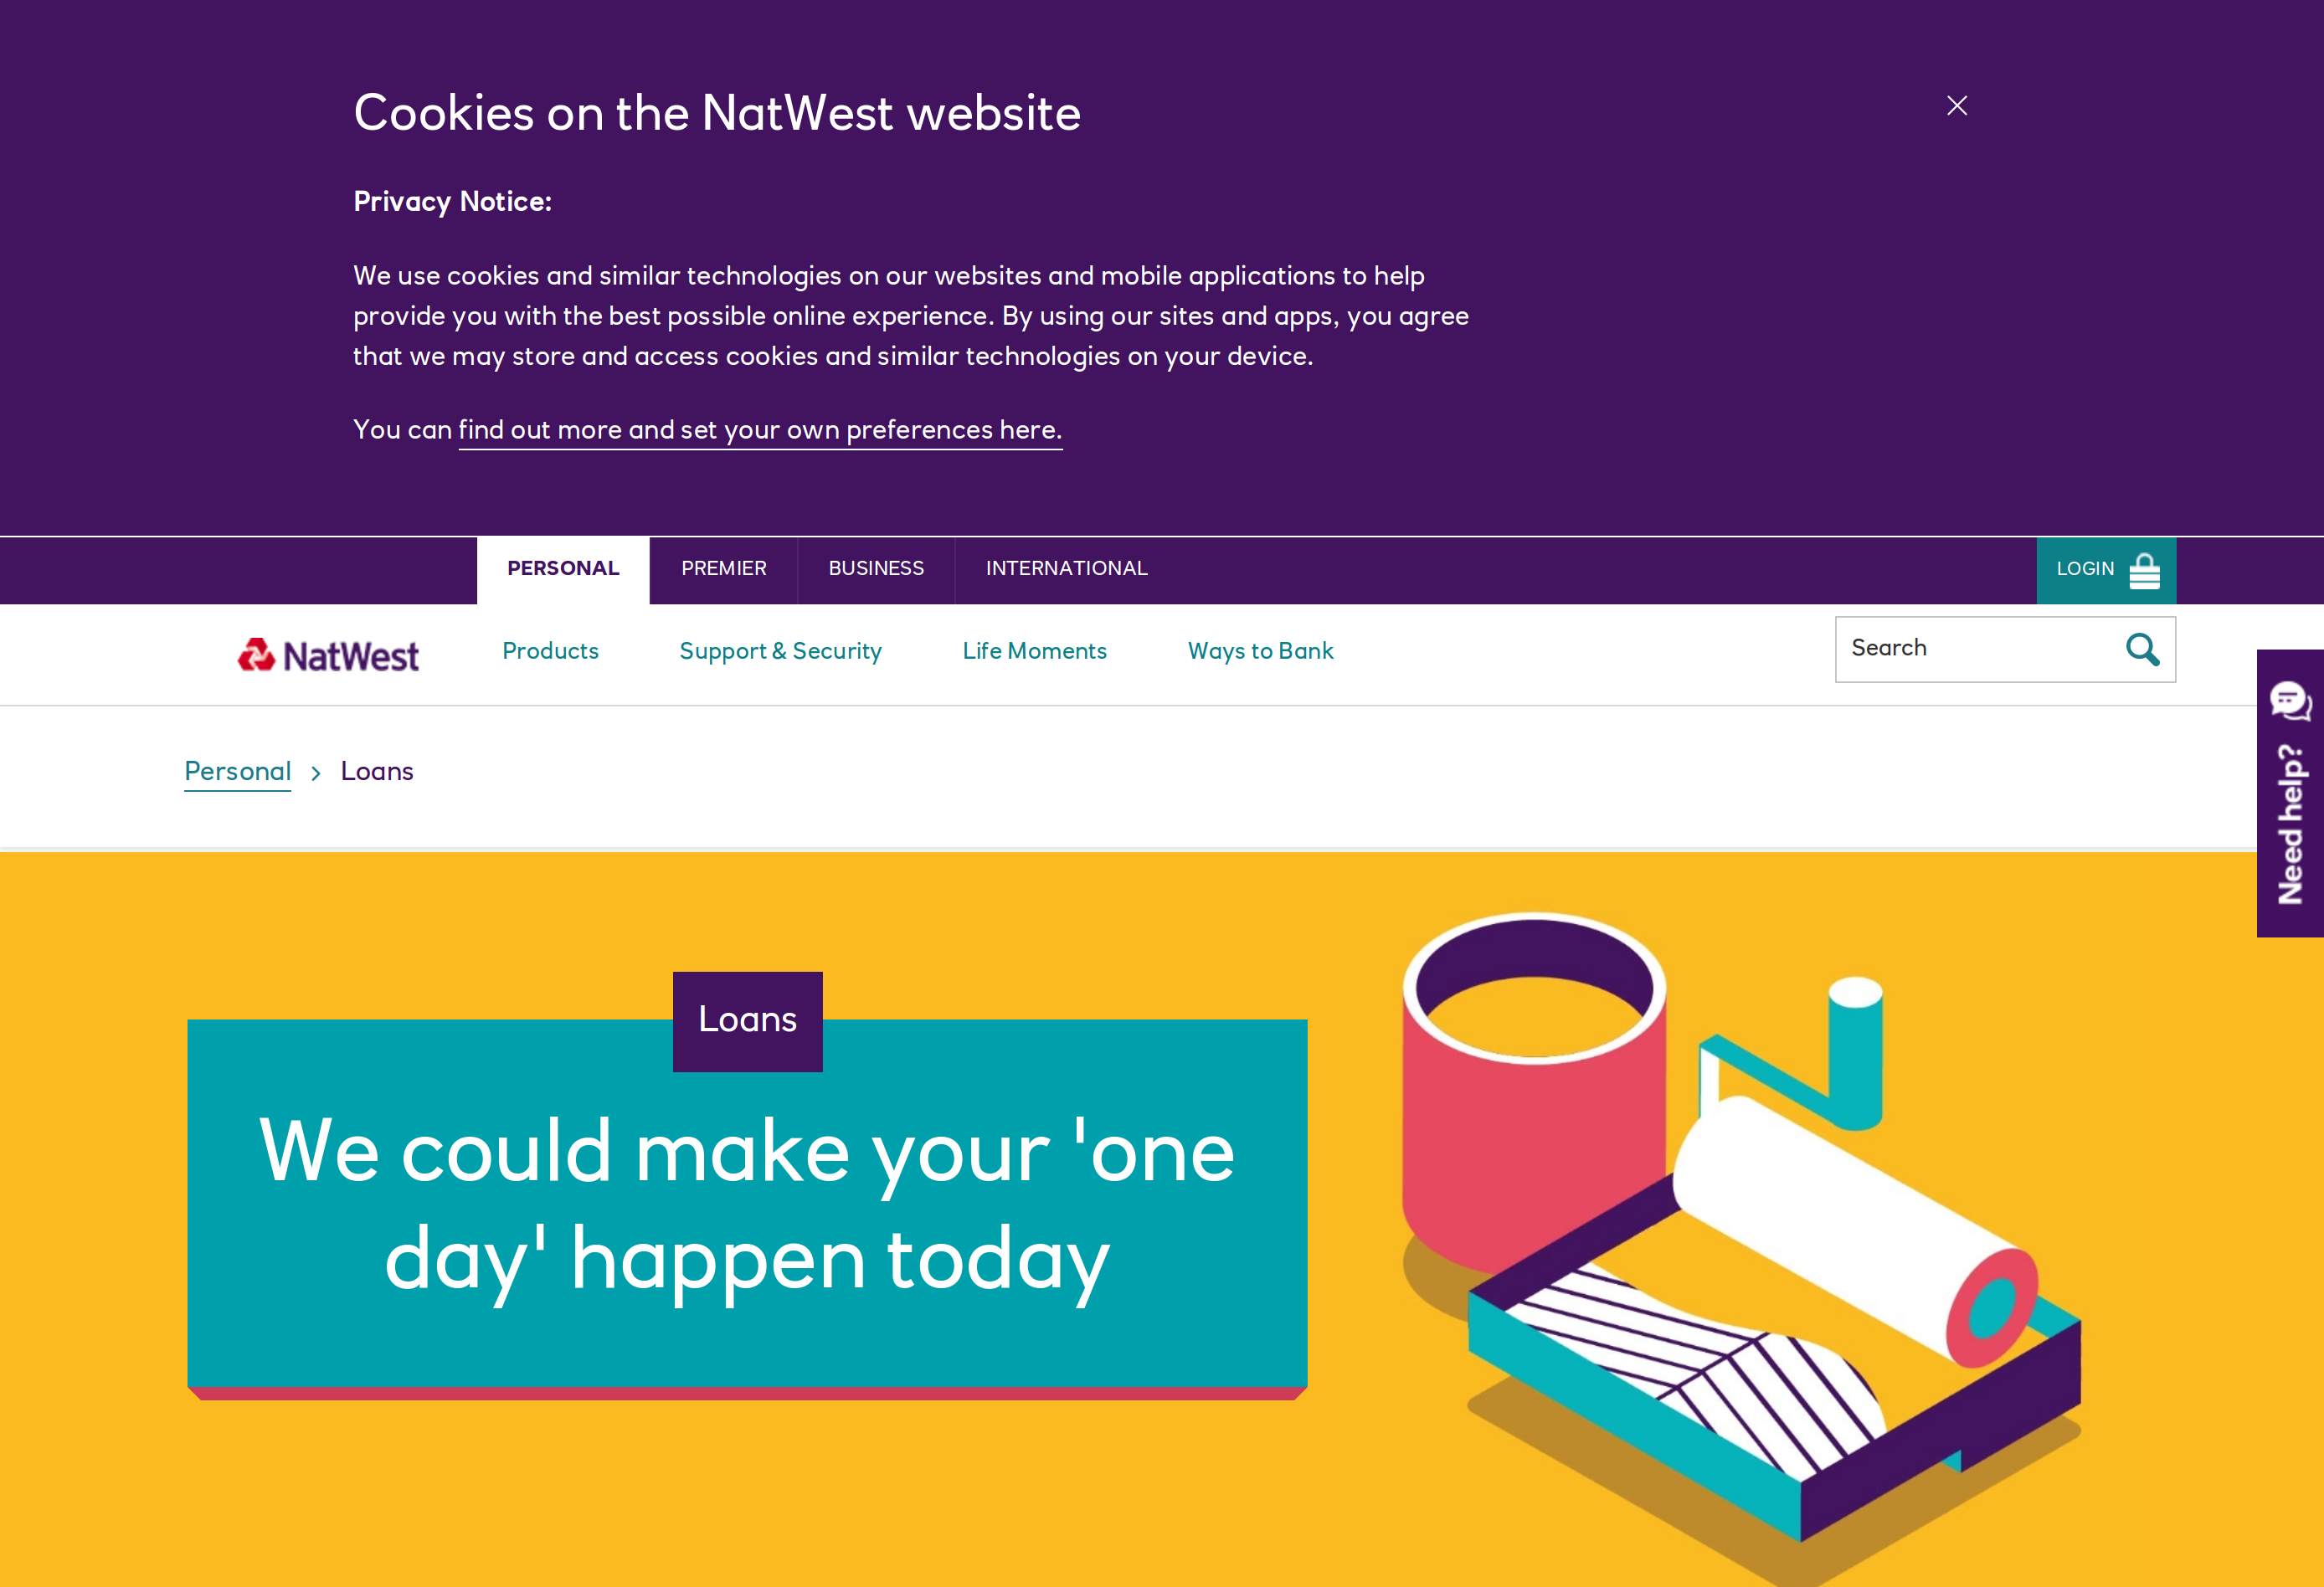 Cookies on the NatWest website
Privacy Notice:
We use cookies and similar technologies on our websites and mobile applications to help
provide you with the best possible online experience. By using our sites and apps, you agree
that we may store and access cookies and similar technologies on your device.
You can find out more and set your own preferences here.
PERSONAL PREMIER BUSINESS INTERNATIONAL LOGIN
NatWest Products Support & Security Life Moments Ways to Bank Search
Need help?
Personal > Loans
Loans
We could make your 'one
day' happen today